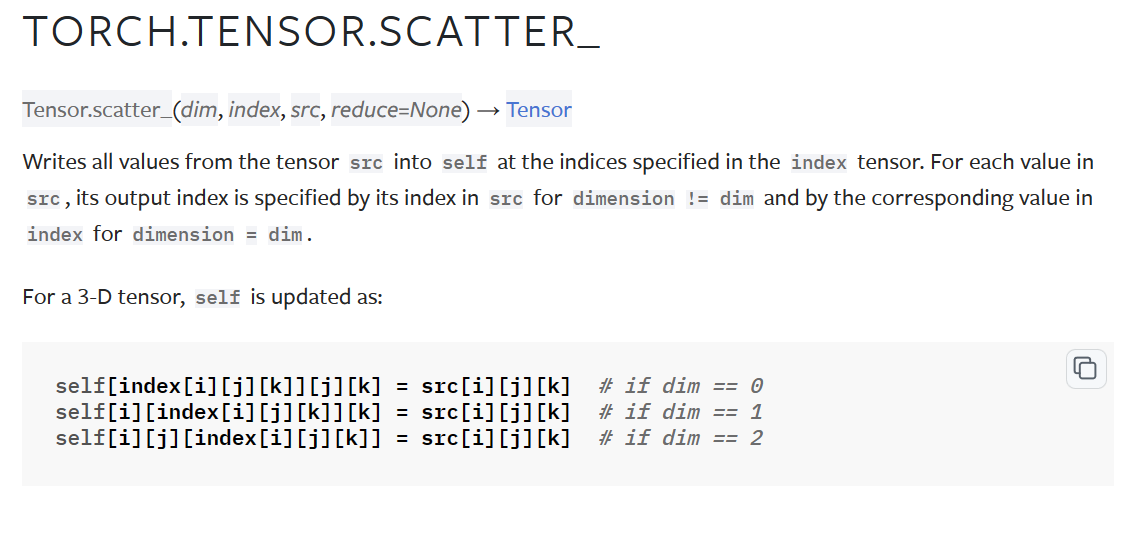 TORCH.TENSOR.SCATTER_
Tensor.scatter_(dim, index, src, reduce=None) → Tensor
Writes all values from the tensor src into self at the indices specified in the index tensor. For each value in
src, its output index is specified by its index in src for dimension != dim and by the corresponding value in
index for dimension = dim.
For a 3-D tensor, self is updated as:
self[index[i][j][k]][j][k] = src[i][j][k]  # if dim == 0
self[i][index[i][j][k]][k] = src[i][j][k]  # if dim == 1
self[i][j][index[i][j][k]] = src[i][j][k]  # if dim == 2